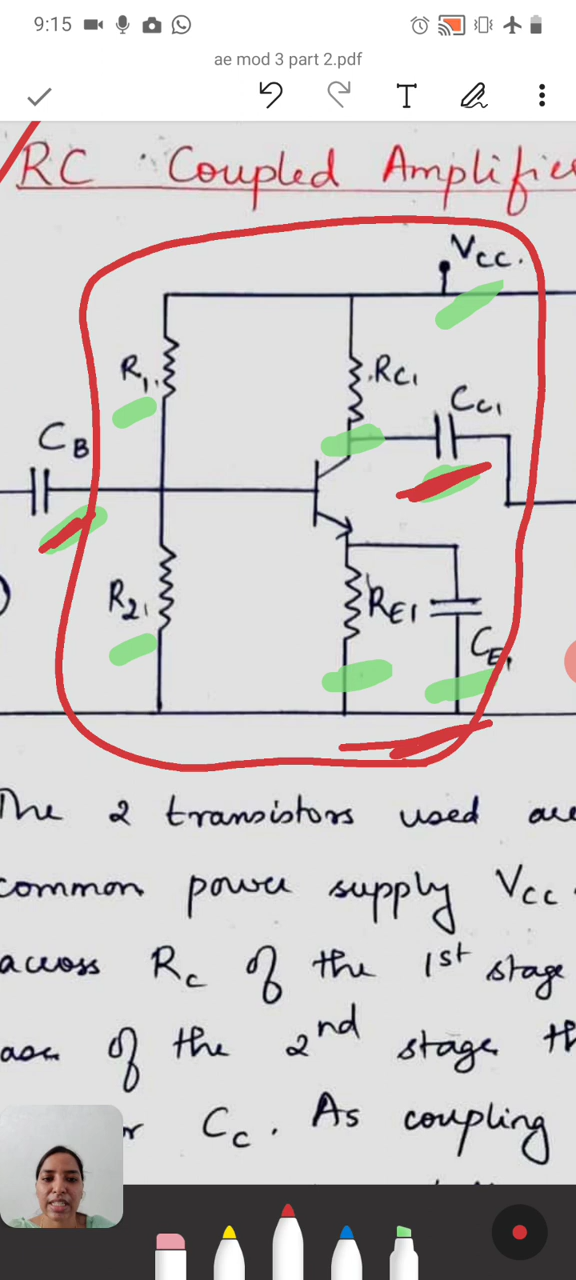 9:15
ae mod 3 part 2.pdf
T
RC Coupled Amplifie
Vcc.
R1
RC1
CC1
CB
R21
RE1
CE1
The 2 transistors used are
common power supply Vcc
across Rc of the 1st stage
of the 2nd stage th
Cc. As coupling